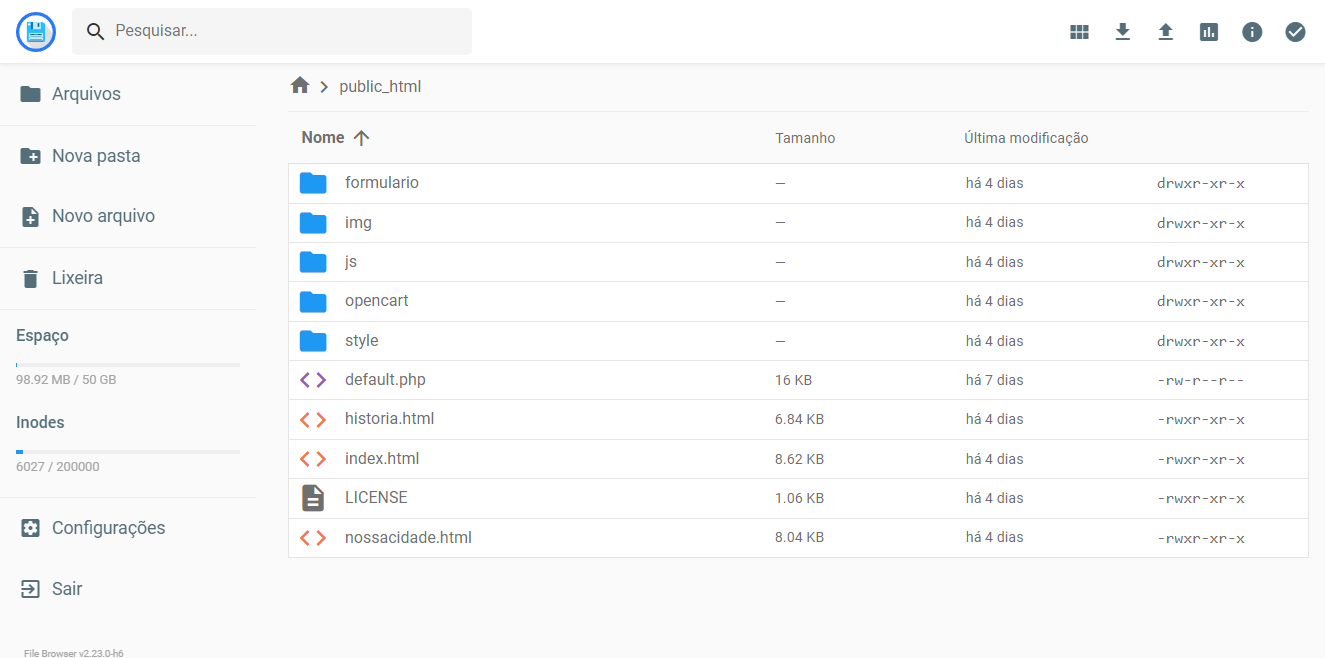 Pesquisar...
Arquivos
Nova pasta
Novo arquivo
Lixeira
Espaço
98.92 MB / 50 GB
Inodes
6027 / 200000
Configurações
Sair
File Browser v2.23.0-h6
public_html
Nome Tamanho Última modificação
formulario — há 4 dias drwxr-xr-x
img — há 4 dias drwxr-xr-x
js — há 4 dias drwxr-xr-x
opencart — há 4 dias drwxr-xr-x
style — há 4 dias drwxr-xr-x
default.php 16 KB há 7 dias -rw-r--r--
historia.html 6.84 KB há 4 dias -rwxr-xr-x
index.html 8.62 KB há 4 dias -rwxr-xr-x
LICENSE 1.06 KB há 4 dias -rwxr-xr-x
nossacidade.html 8.04 KB há 4 dias -rwxr-xr-x